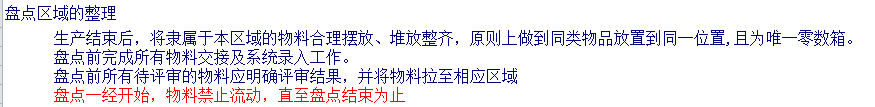 盘点区域的整理
生产结束后，将隶属于本区域的物料合理摆放、堆放整齐，原则上做到同类物品放置到同一位置,且为唯一零数箱。
盘点前完成所有物料交接及系统录入工作。
盘点前所有待评审的物料应明确评审结果，并将物料拉至相应区域
盘点一经开始，物料禁止流动，直至盘点结束为止